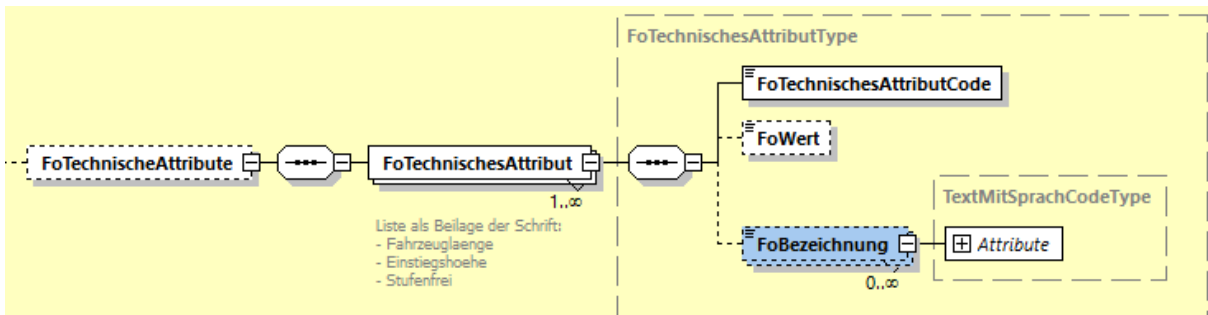 FoTechnischesAttributType
FoTechnischesAttributCode
FoWert
FoTechnischeAttribute
FoTechnischesAttribut
1..∞
Liste als Beilage der Schrift:
- Fahrzeuglaenge
- Einstiegshoehe
- Stufenfrei
TextMitSprachCodeType
FoBezeichnung
Attribute
0..∞